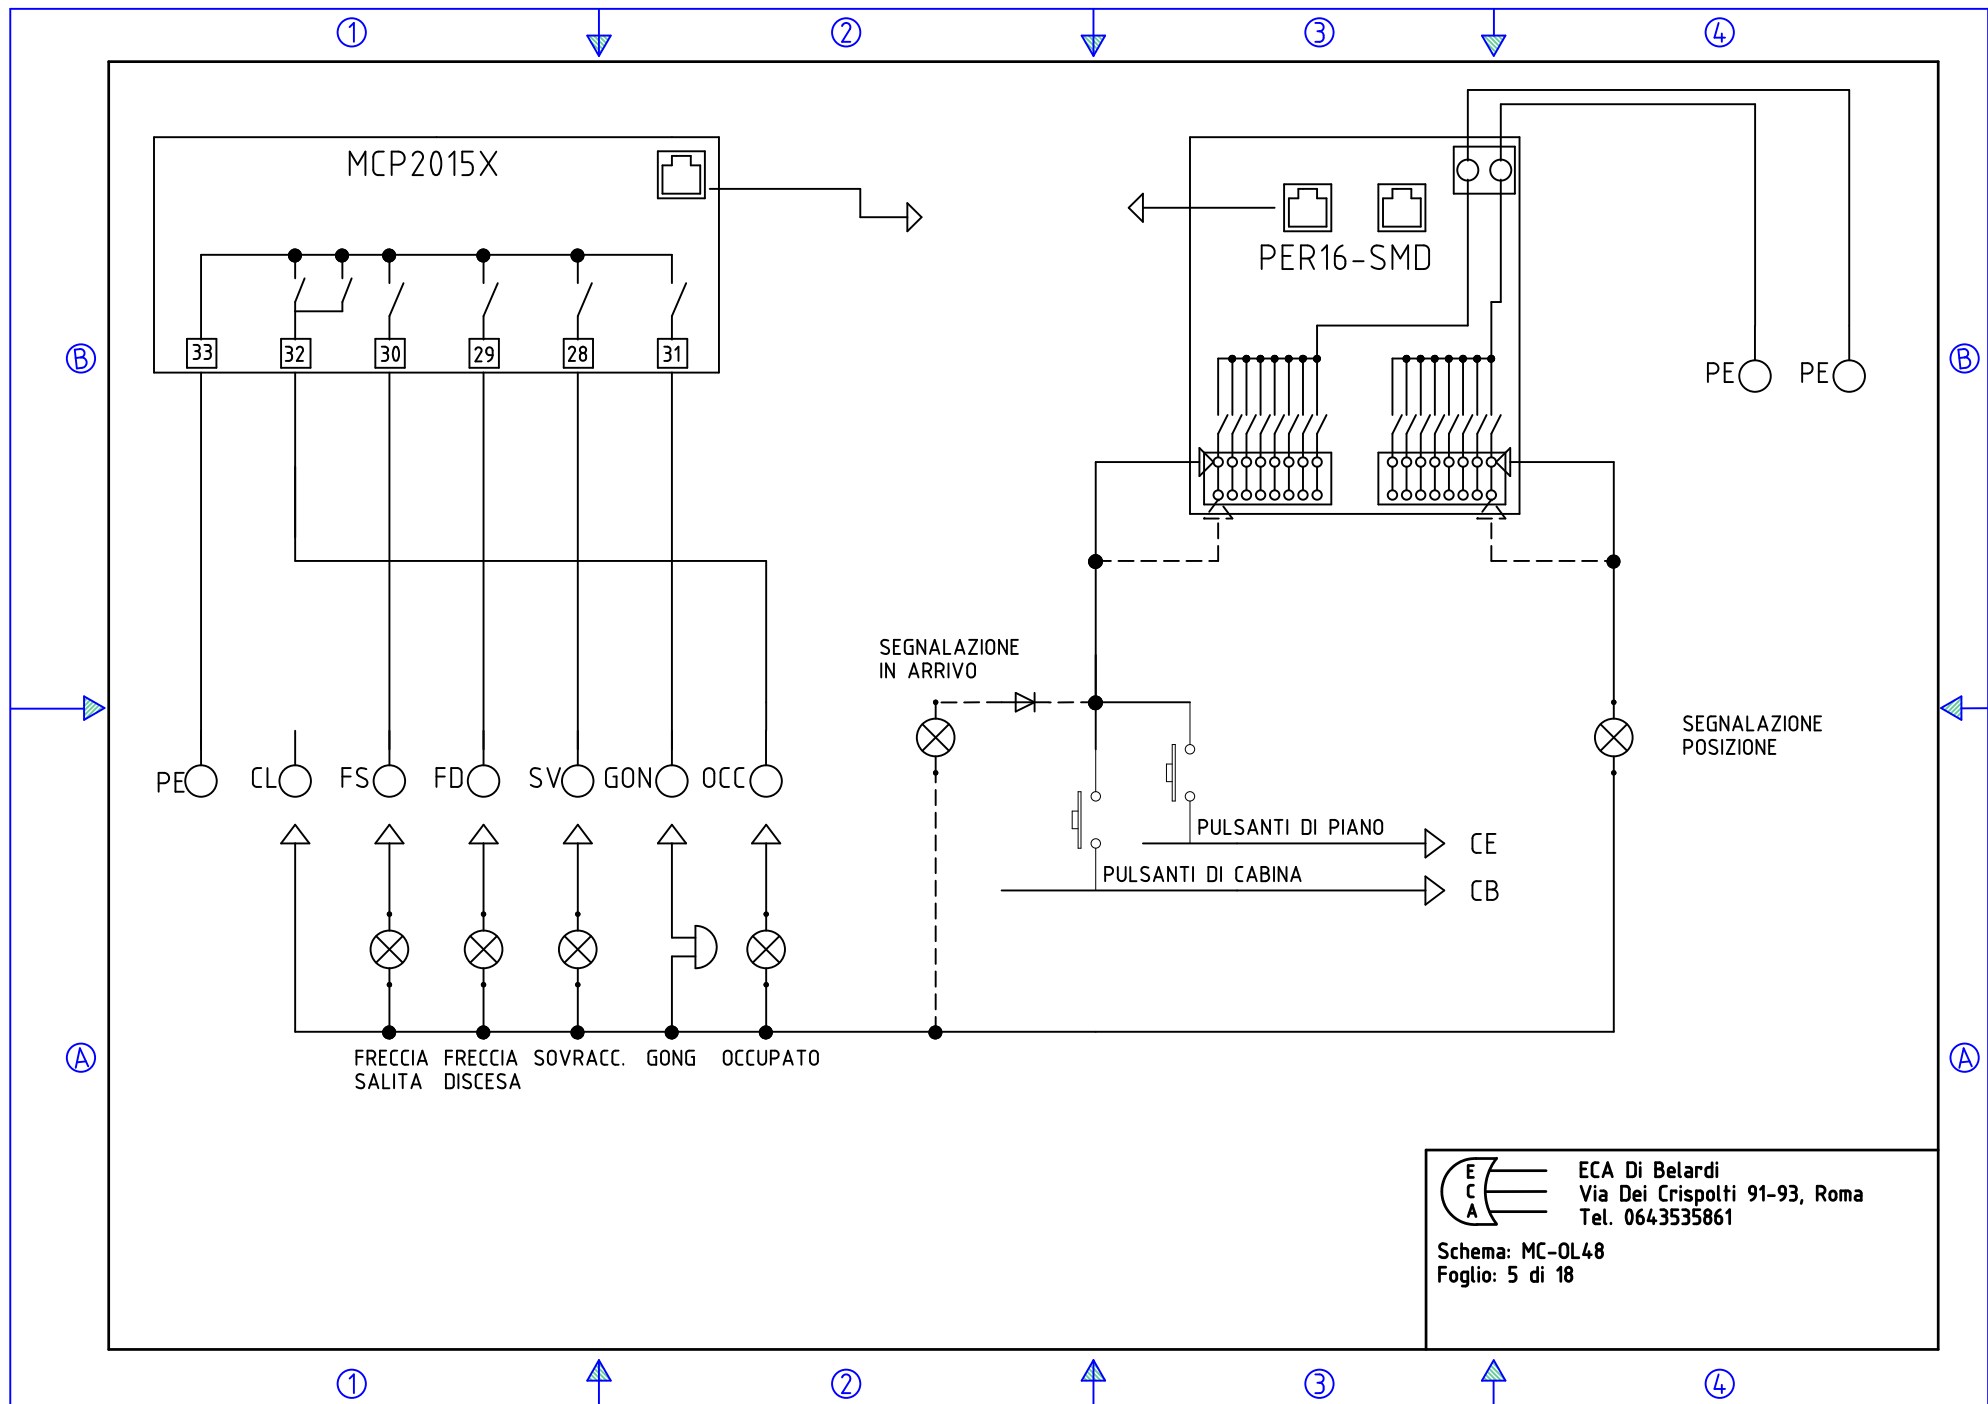 1 2 3 4
MCP2015X
PER16-SMD
B
33 32 30 29 28 31
B
PE PE
SEGNALAZIONE
IN ARRIVO
SEGNALAZIONE
POSIZIONE
PE CL FS FD SV GON OCC
PULSANTI DI PIANO CE
PULSANTI DI CABINA CB
A
FRECCIA
SALITA
FRECCIA
DISCESA
SOVRACC.
GONG
OCCUPATO
A
E
C
A
ECA Di Belardi
Via Dei Crispolti 91-93, Roma
Tel. 0643535861
Schema: MC-OL48
Foglio: 5 di 18
1 2 3 4